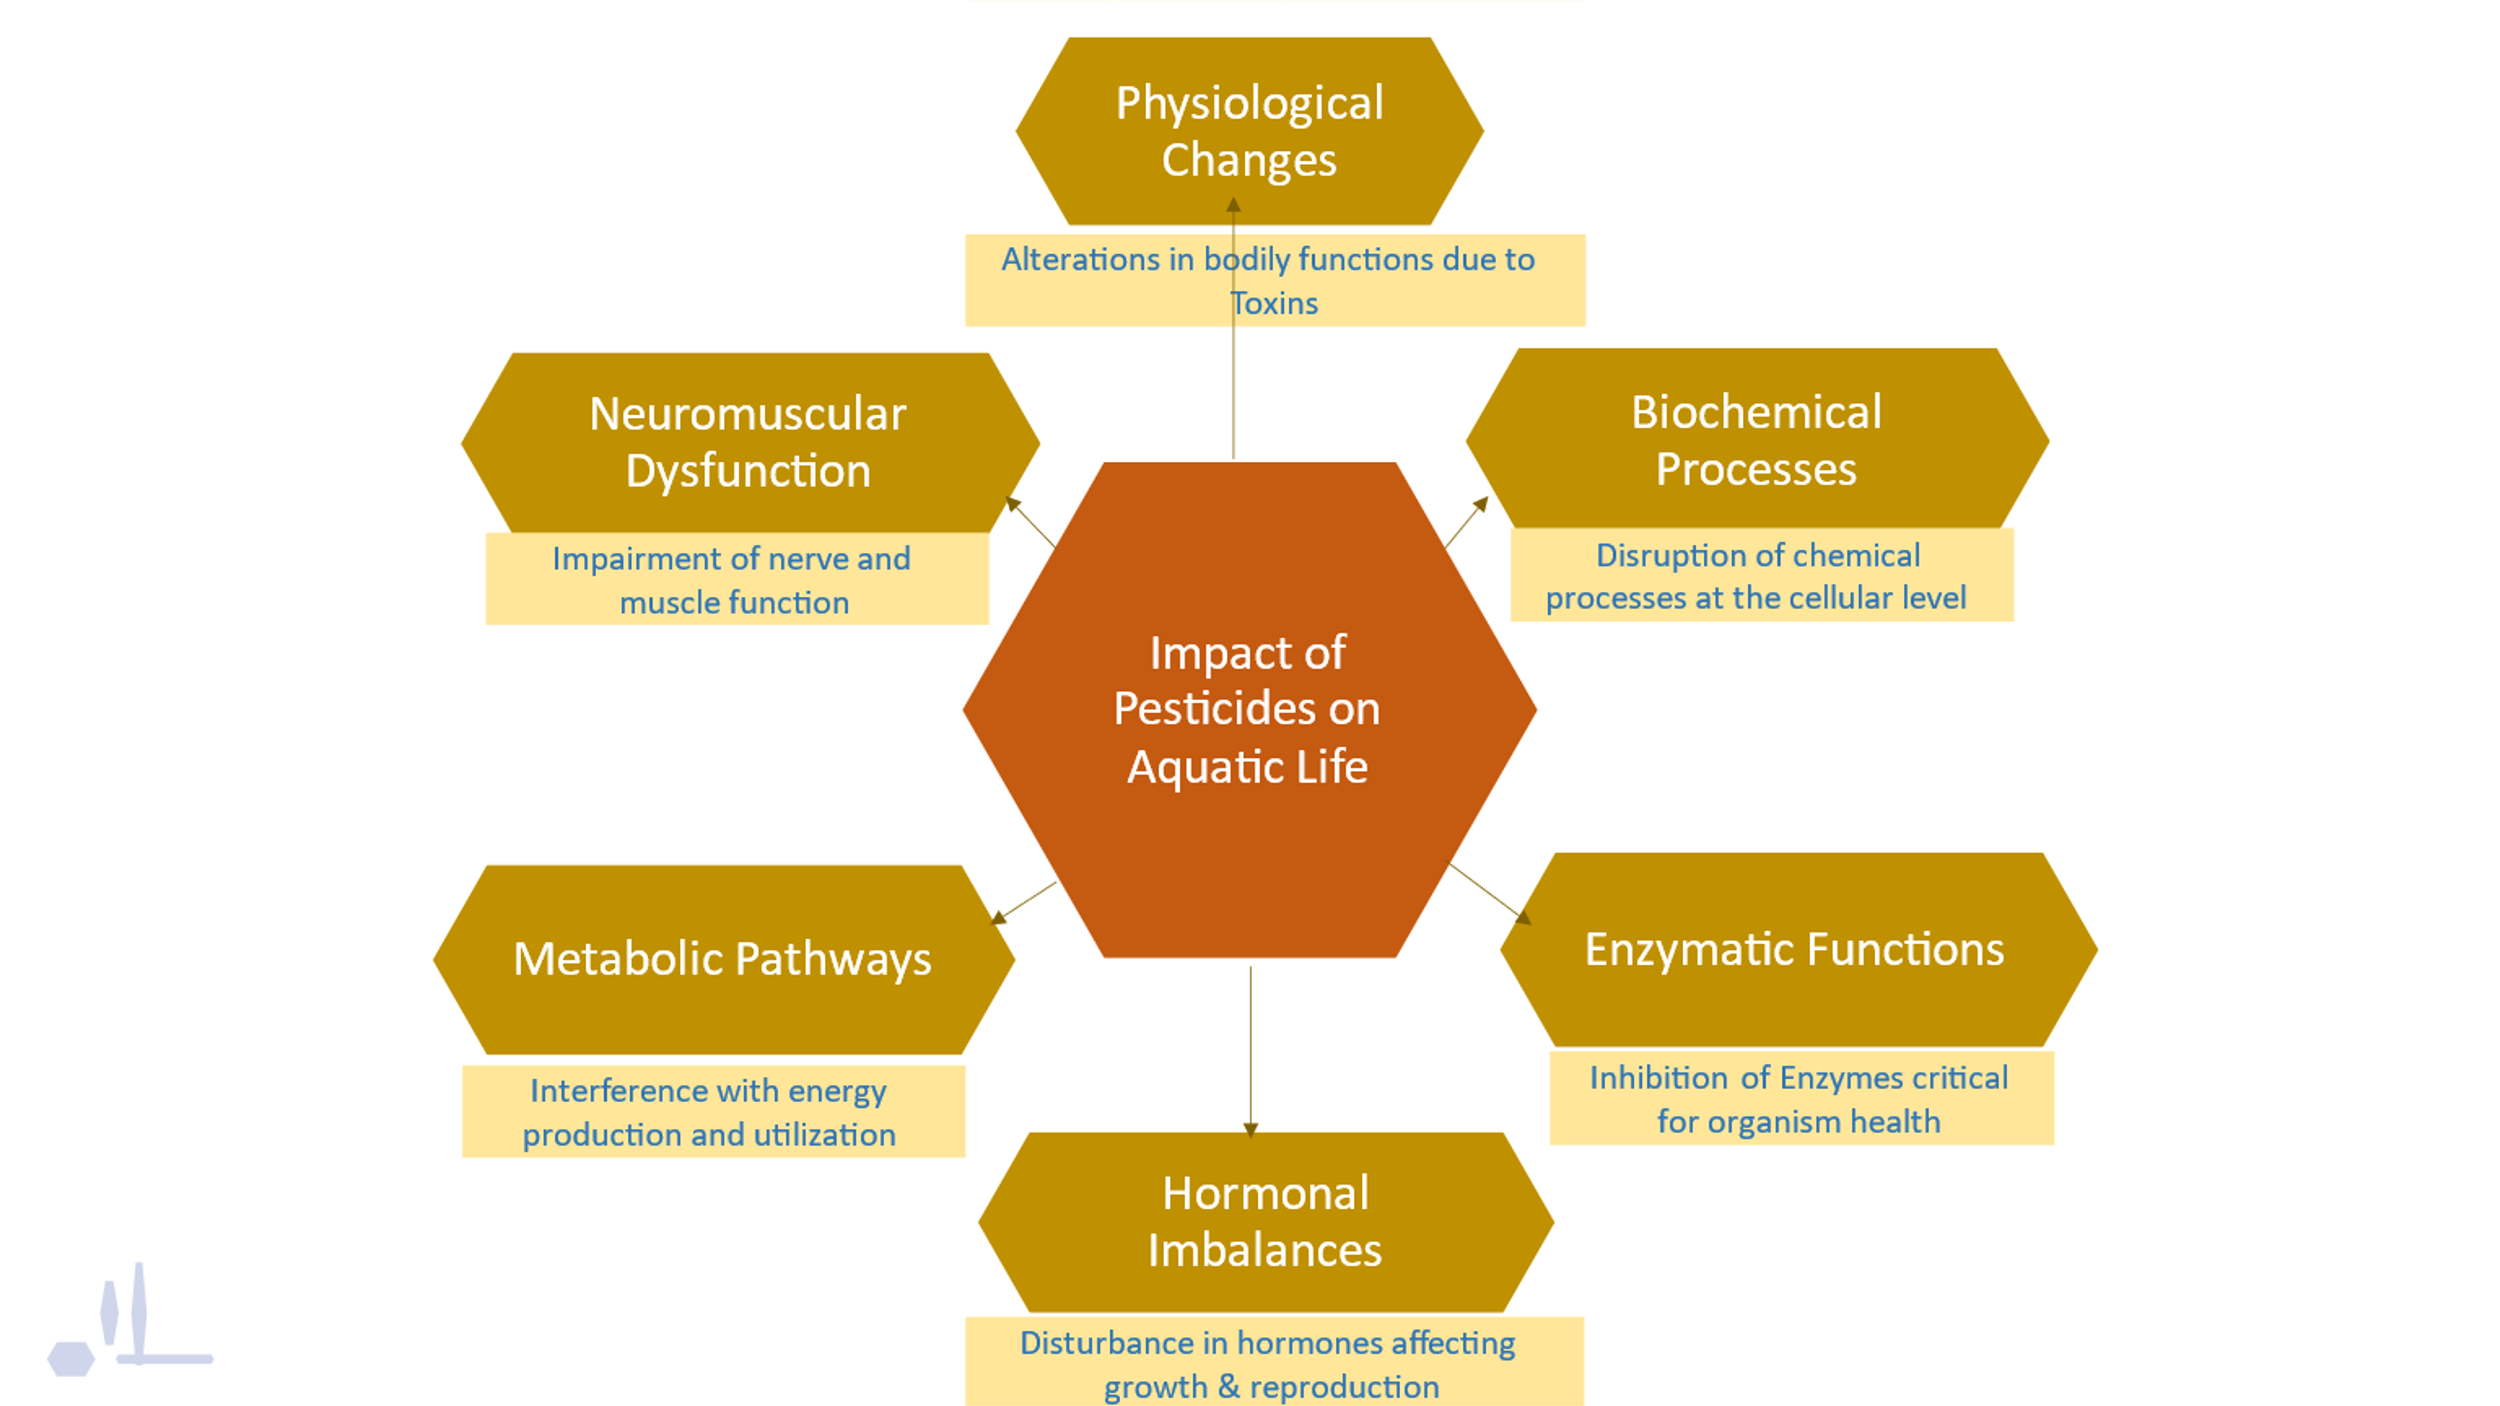 Physiological
Changes
Alterations in bodily functions due to
Toxins
Neuromuscular
Dysfunction
Impairment of nerve and
muscle function
Biochemical
Processes
Disruption of chemical
processes at the cellular level
Impact of
Pesticides on
Aquatic Life
Metabolic Pathways
Interference with energy
production and utilization
Enzymatic Functions
Inhibition of Enzymes critical
for organism health
Hormonal
Imbalances
Disturbance in hormones affecting
growth & reproduction